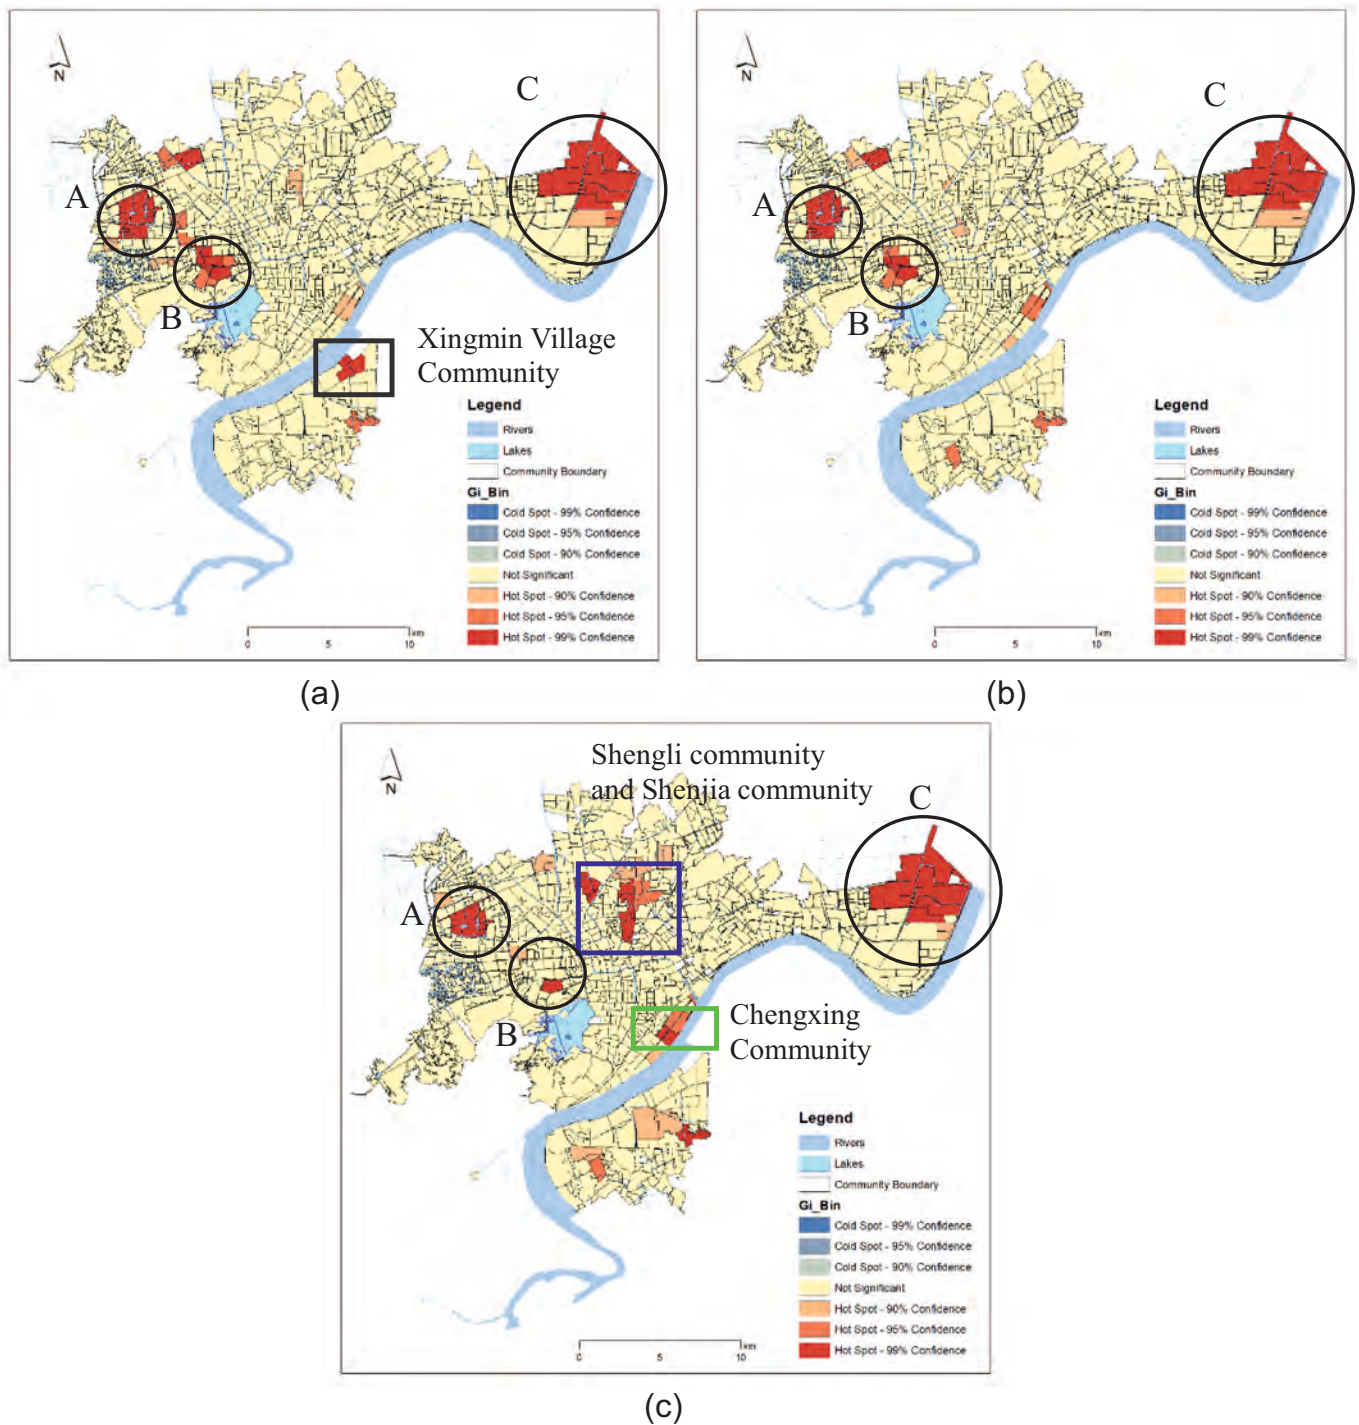 C
N
A
B
Xingmin Village
Community
Legend
Rivers
Lakes
Community Boundary
Gi_Bin
Cold Spot - 99% Confidence
Cold Spot - 95% Confidence
Cold Spot - 90% Confidence
Not Significant
Hot Spot - 90% Confidence
Hot Spot - 95% Confidence
Hot Spot - 99% Confidence
km
0 5 10
(a)
C
N
A
B
Legend
Rivers
Lakes
Community Boundary
Gi_Bin
Cold Spot - 99% Confidence
Cold Spot - 95% Confidence
Cold Spot - 90% Confidence
Not Significant
Hot Spot - 90% Confidence
Hot Spot - 95% Confidence
Hot Spot - 99% Confidence
km
0 5 10
(b)
Shengli community
and Shenjia community
C
N
A
B
Chengxing
Community
Legend
Rivers
Lakes
Community Boundary
Gi_Bin
Cold Spot - 99% Confidence
Cold Spot - 95% Confidence
Cold Spot - 90% Confidence
Not Significant
Hot Spot - 90% Confidence
Hot Spot - 95% Confidence
Hot Spot - 99% Confidence
km
0 5 10
(c)